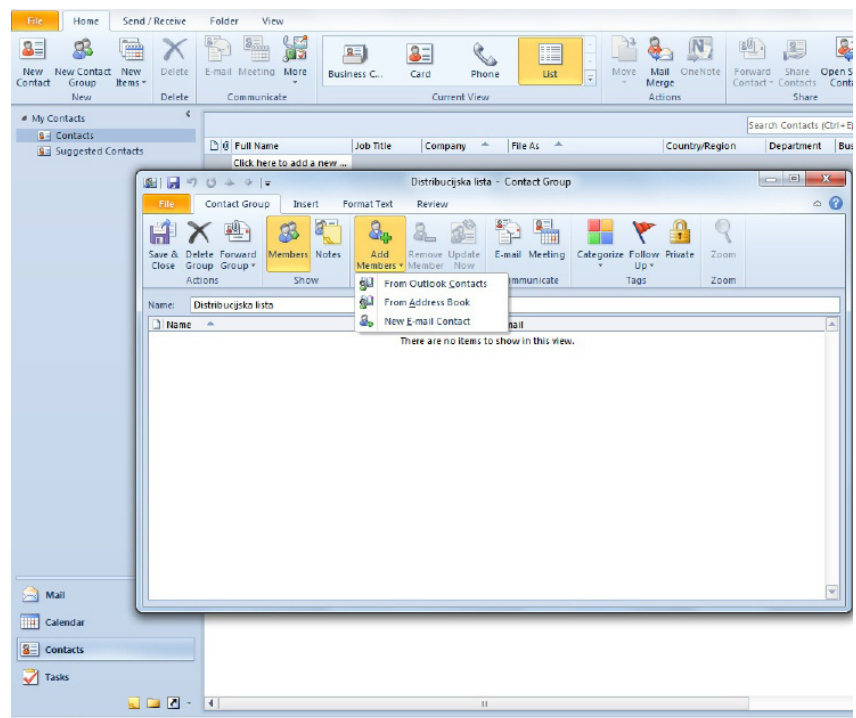 File Home Send / Receive Folder View
New Contact New Contact Group New Items Delete E-mail Meeting More Business C... Card Phone List Move Mail Merge OneNote Forward Contact Share Contacts Open S Conta
New Delete Communicate Current View Actions Share
My Contacts
Contacts
Suggested Contacts
Search Contacts (Ctrl+E)
Full Name Job Title Company File As Country/Region Department Bus
Click here to add a new ...
Distribucijska lista - Contact Group
File Contact Group Insert Format Text Review
Save & Close Delete Group Forward Group Members Notes Add Members Remove Member Update Now E-mail Meeting Categorize Follow Up Private Zoom
Actions Show mmunicate Tags Zoom
From Outlook Contacts
From Address Book
New E-mail Contact
Name: Distribucijska lista
Name mail
There are no items to show in this view.
Mail
Calendar
Contacts
Tasks